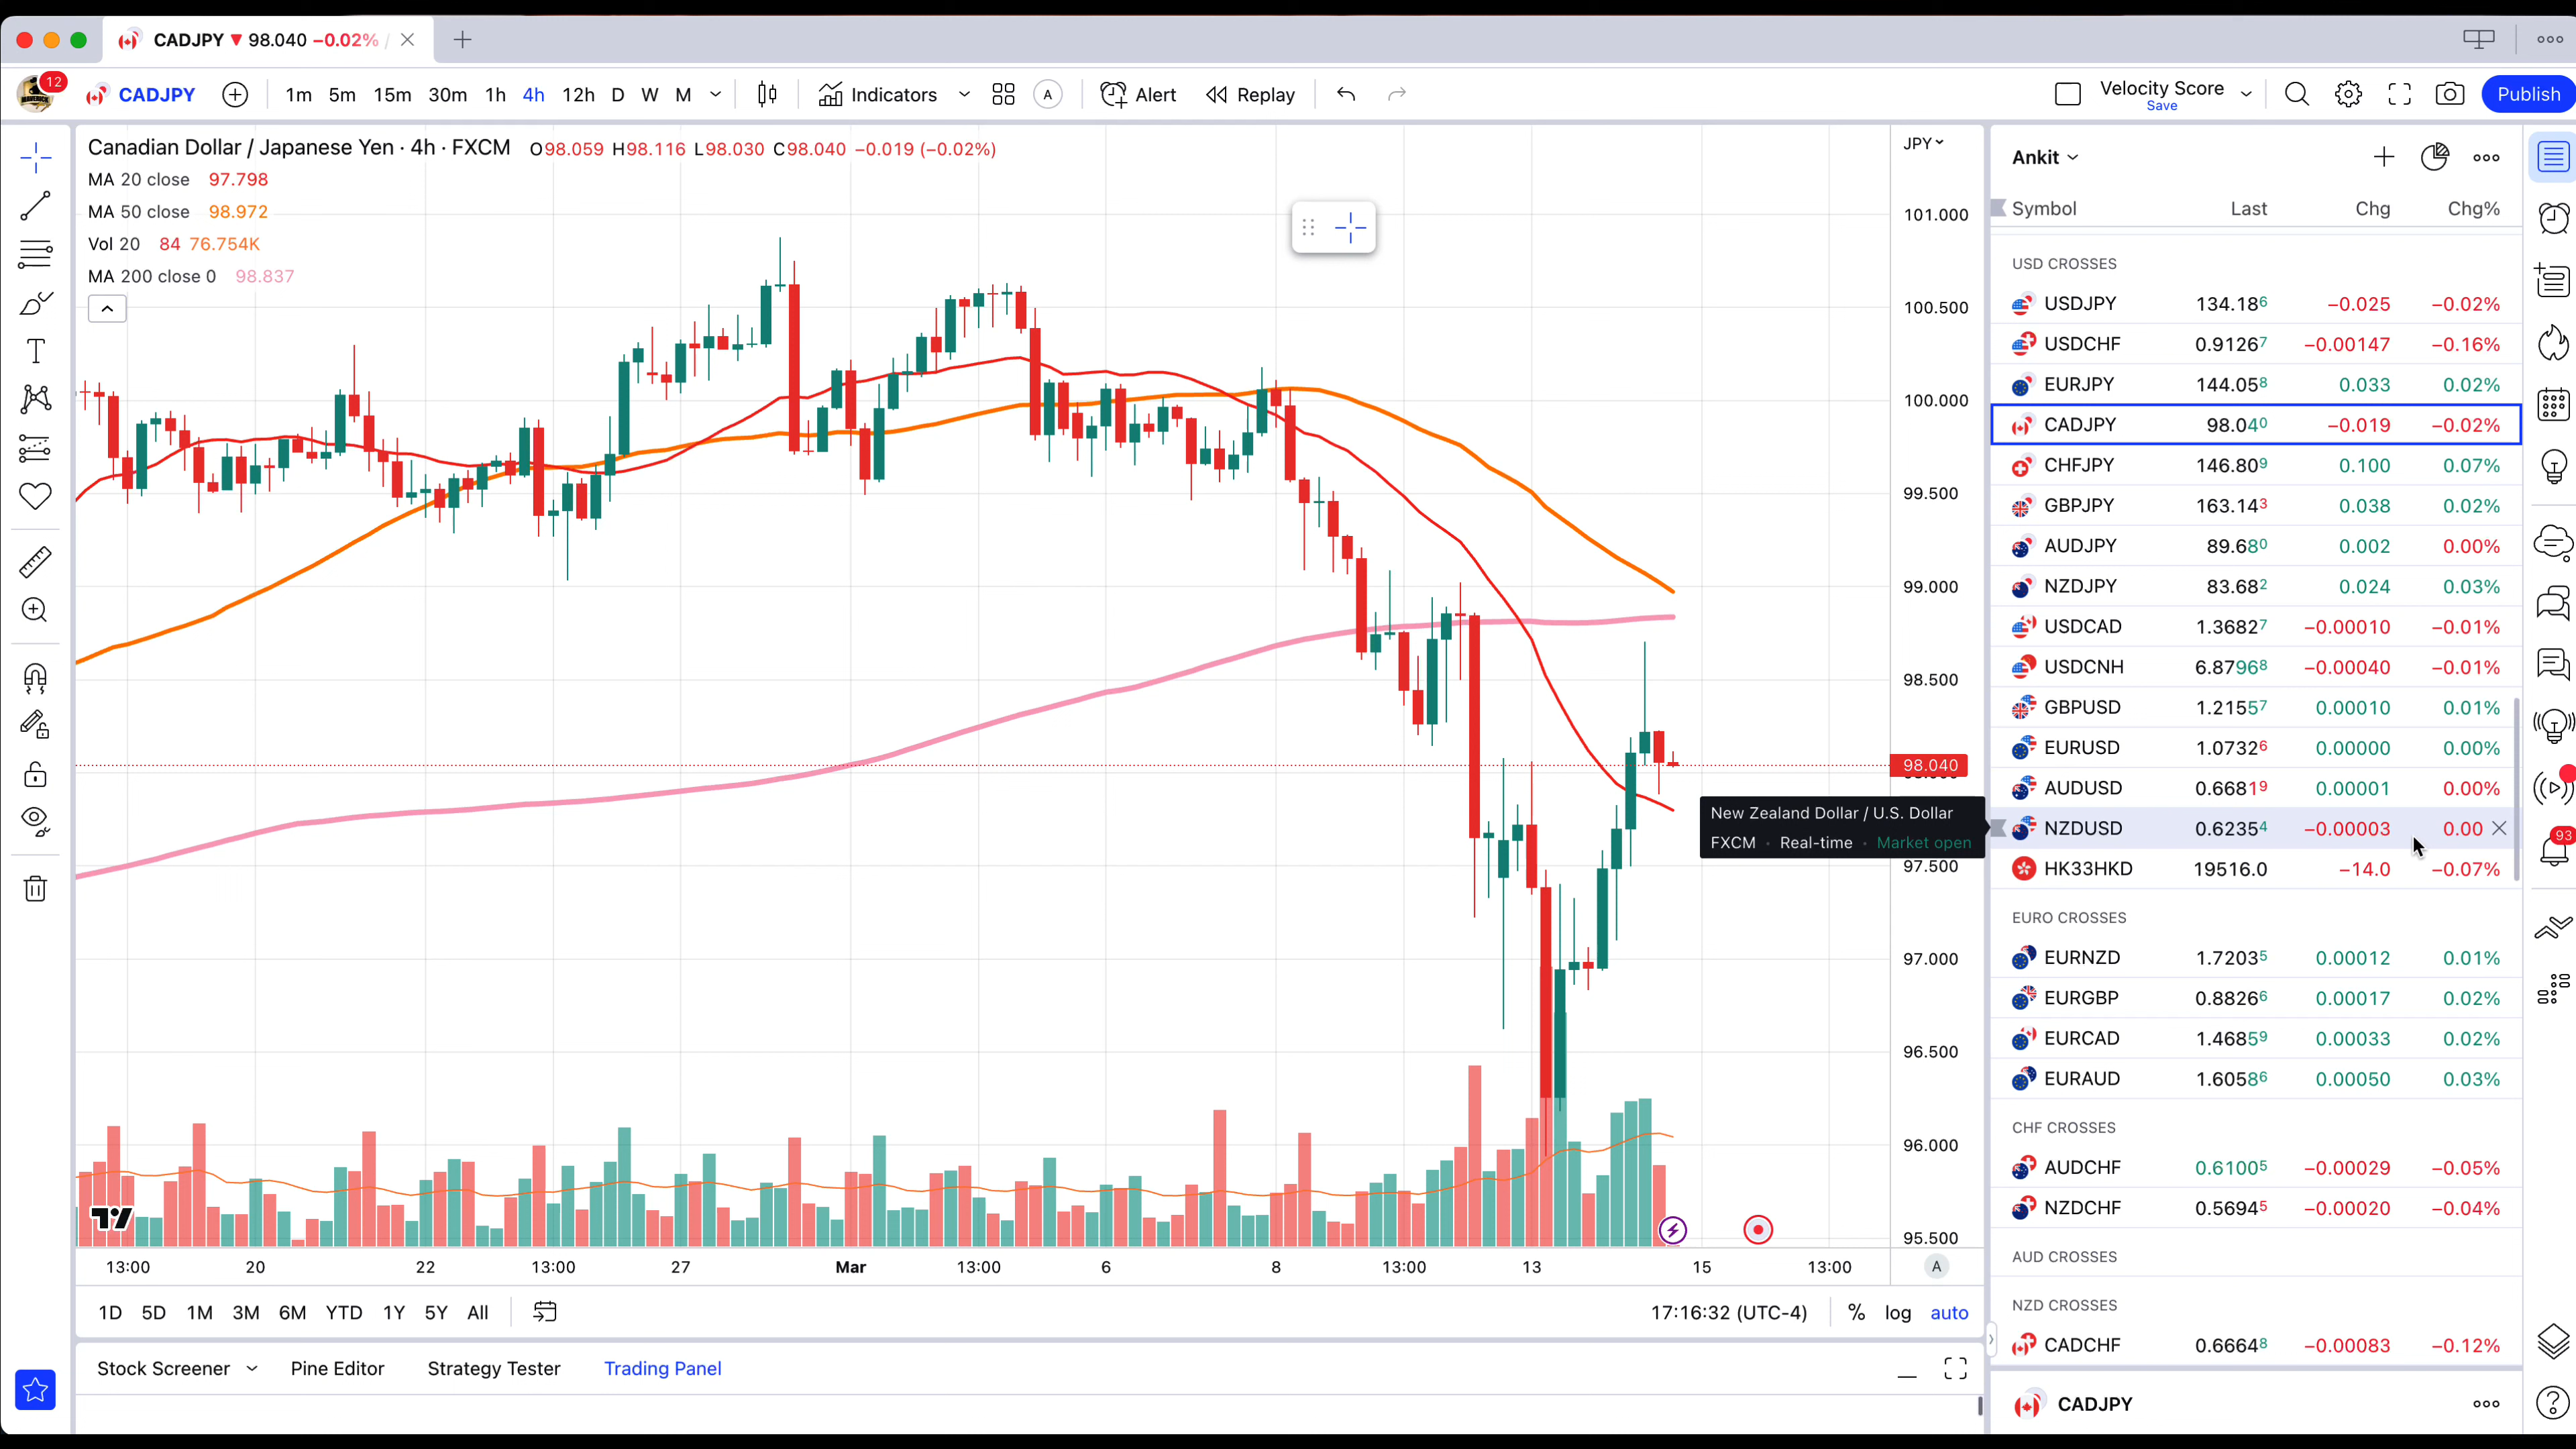 CADJPY ▼ 98.040 −0.02% /
12
CADJPY 1m 5m 15m 30m 1h 4h 12h D W M Indicators A Alert Replay Velocity Score Save Publish
Canadian Dollar / Japanese Yen · 4h · FXCM O98.059 H98.116 L98.030 C98.040 −0.019 (−0.02%)
MA 20 close 97.798
MA 50 close 98.972
Vol 20 84 76.754K
MA 200 close 0 98.837
JPY
101.000
100.500
100.000
99.500
99.000
98.500
98.040
97.500
97.000
96.500
96.000
95.500
New Zealand Dollar / U.S. Dollar
FXCM · Real-time · Market open
13:00 20 22 13:00 27 Mar 13:00 6 8 13:00 13 15 13:00 A
1D 5D 1M 3M 6M YTD 1Y 5Y All 17:16:32 (UTC-4) % log auto
Stock Screener Pine Editor Strategy Tester Trading Panel
Ankit
Symbol Last Chg Chg%
USD CROSSES
USDJPY 134.186 −0.025 −0.02%
USDCHF 0.91267 −0.00147 −0.16%
EURJPY 144.058 0.033 0.02%
CADJPY 98.040 −0.019 −0.02%
CHFJPY 146.809 0.100 0.07%
GBPJPY 163.143 0.038 0.02%
AUDJPY 89.680 0.002 0.00%
NZDJPY 83.682 0.024 0.03%
USDCAD 1.36827 −0.00010 −0.01%
USDCNH 6.87968 −0.00040 −0.01%
GBPUSD 1.21557 0.00010 0.01%
EURUSD 1.07326 0.00000 0.00%
AUDUSD 0.66819 0.00001 0.00%
NZDUSD 0.62354 −0.00003 0.00
HK33HKD 19516.0 −14.0 −0.07%
EURO CROSSES
EURNZD 1.72035 0.00012 0.01%
EURGBP 0.88266 0.00017 0.02%
EURCAD 1.46859 0.00033 0.02%
EURAUD 1.60586 0.00050 0.03%
CHF CROSSES
AUDCHF 0.61005 −0.00029 −0.05%
NZDCHF 0.56945 −0.00020 −0.04%
AUD CROSSES
NZD CROSSES
CADCHF 0.66648 −0.00083 −0.12%
CADJPY
93